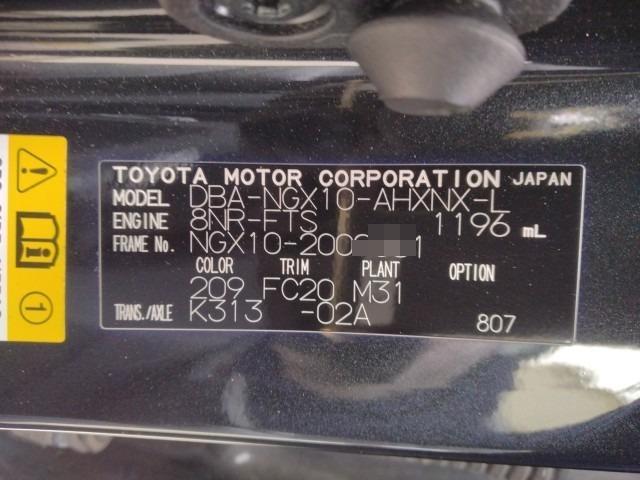 TOYOTA MOTOR CORPORATION JAPAN
MODEL DBA-NGX10-AHXNX-L
ENGINE 8NR-FTS 1196 mL
FRAME No. NGX10-200
COLOR TRIM PLANT OPTION
209 FC20 M31
TRANS./AXLE K313 -02A 807
1